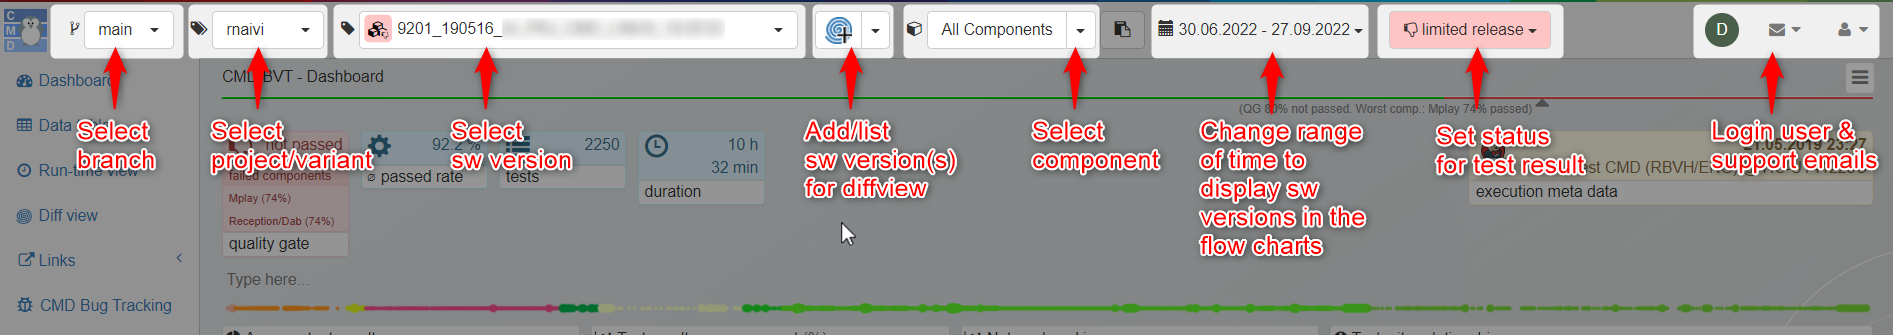 C
M
D
main
rnaivi
9201_190516_
All Components
30.06.2022 - 27.09.2022
limited release
D
Dashboard
CMD BVT - Dashboard
(QG 80% not passed. Worst comp.: Mplay 74% passed)
Data table
Select
branch
Select
project/variant
Select
sw version
Add/list
sw version(s)
for diffview
Select
component
Change range
of time to
display sw
versions in the
flow charts
Set status
for test result
Login user &
support emails
not passed
failed components
Mplay (74%)
Reception/Dab (74%)
quality gate
92.2 %
⌀ passed rate
2250
tests
10 h
32 min
duration
21.05.2019 23:27
est CMD (RBVH/EN
execution meta data
Run-time view
Diff view
Links
CMD Bug Tracking
Type here...